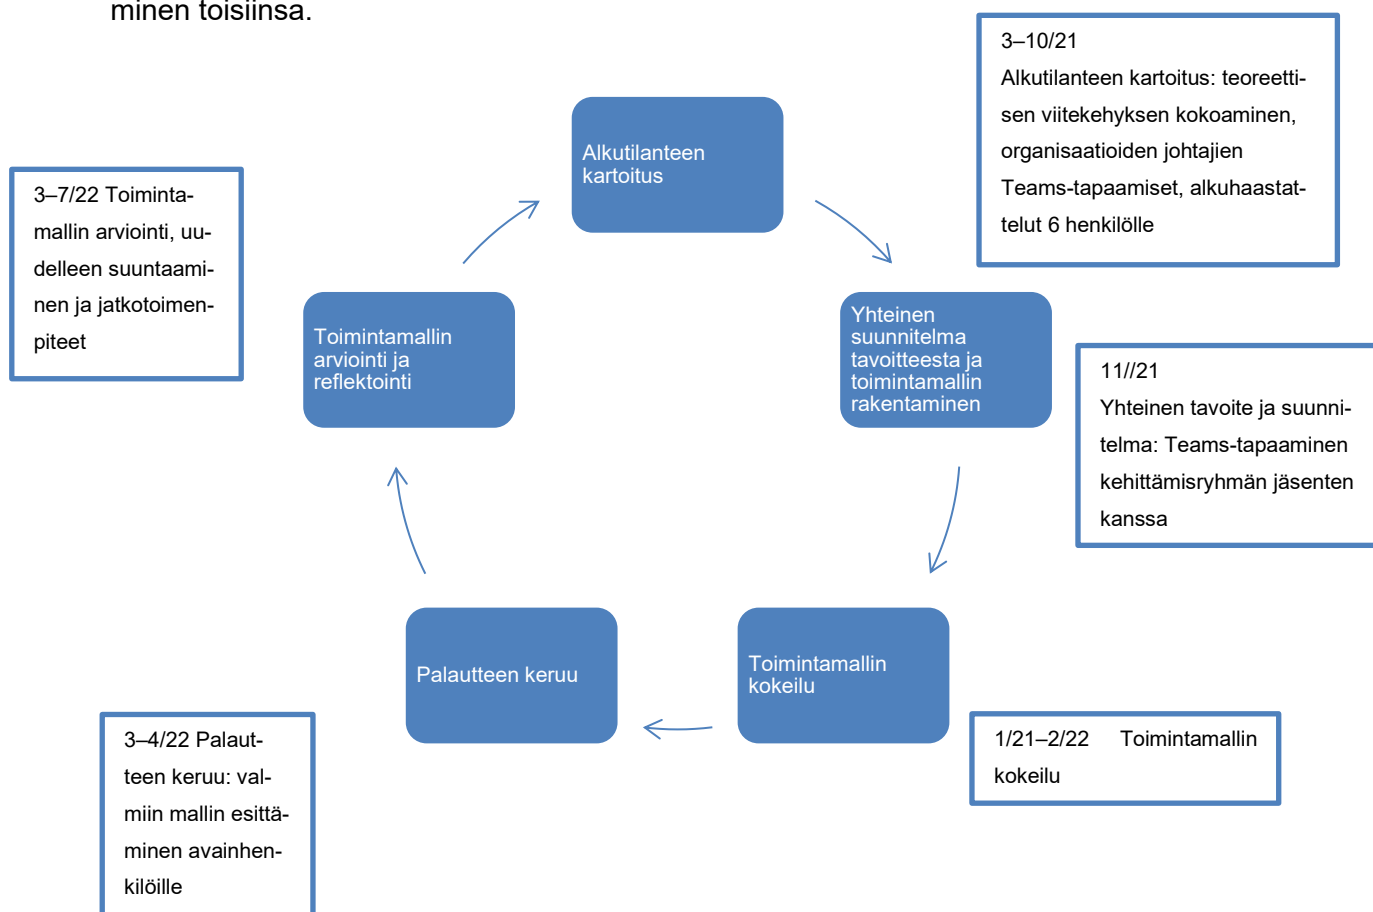 minen toisiinsa.
3–10/21
Alkutilanteen kartoitus: teoreetti-
sen viitekehyksen kokoaminen,
organisaatioiden johtajien
Teams-tapaamiset, alkuhaastat-
telut 6 henkilölle
Alkutilanteen
kartoitus
3–7/22 Toiminta-
mallin arviointi, uu-
delleen suuntaami-
nen ja jatkotoimen-
piteet
Toimintamallin
arviointi ja
reflektointi
Yhteinen
suunnitelma
tavoitteesta ja
toimintamallin
rakentaminen
11//21
Yhteinen tavoite ja suunni-
telma: Teams-tapaaminen
kehittämisryhmän jäsenten
kanssa
Palautteen keruu
Toimintamallin
kokeilu
3–4/22 Palaut-
teen keruu: val-
miin mallin esittä-
minen avainhen-
kilöille
1/21–2/22 Toimintamallin
kokeilu